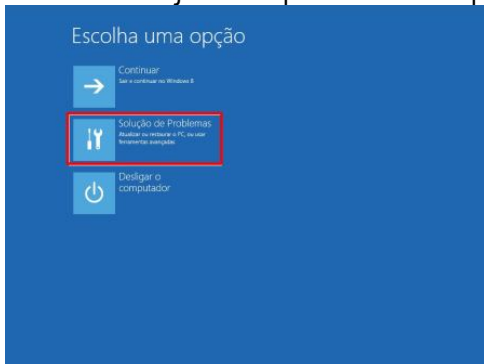 Escolha uma opção
Continuar
Sair e continuar no Windows 8
Solução de Problemas
Atualizar ou restaurar o PC, ou usar
ferramentas avançadas
Desligar o
computador